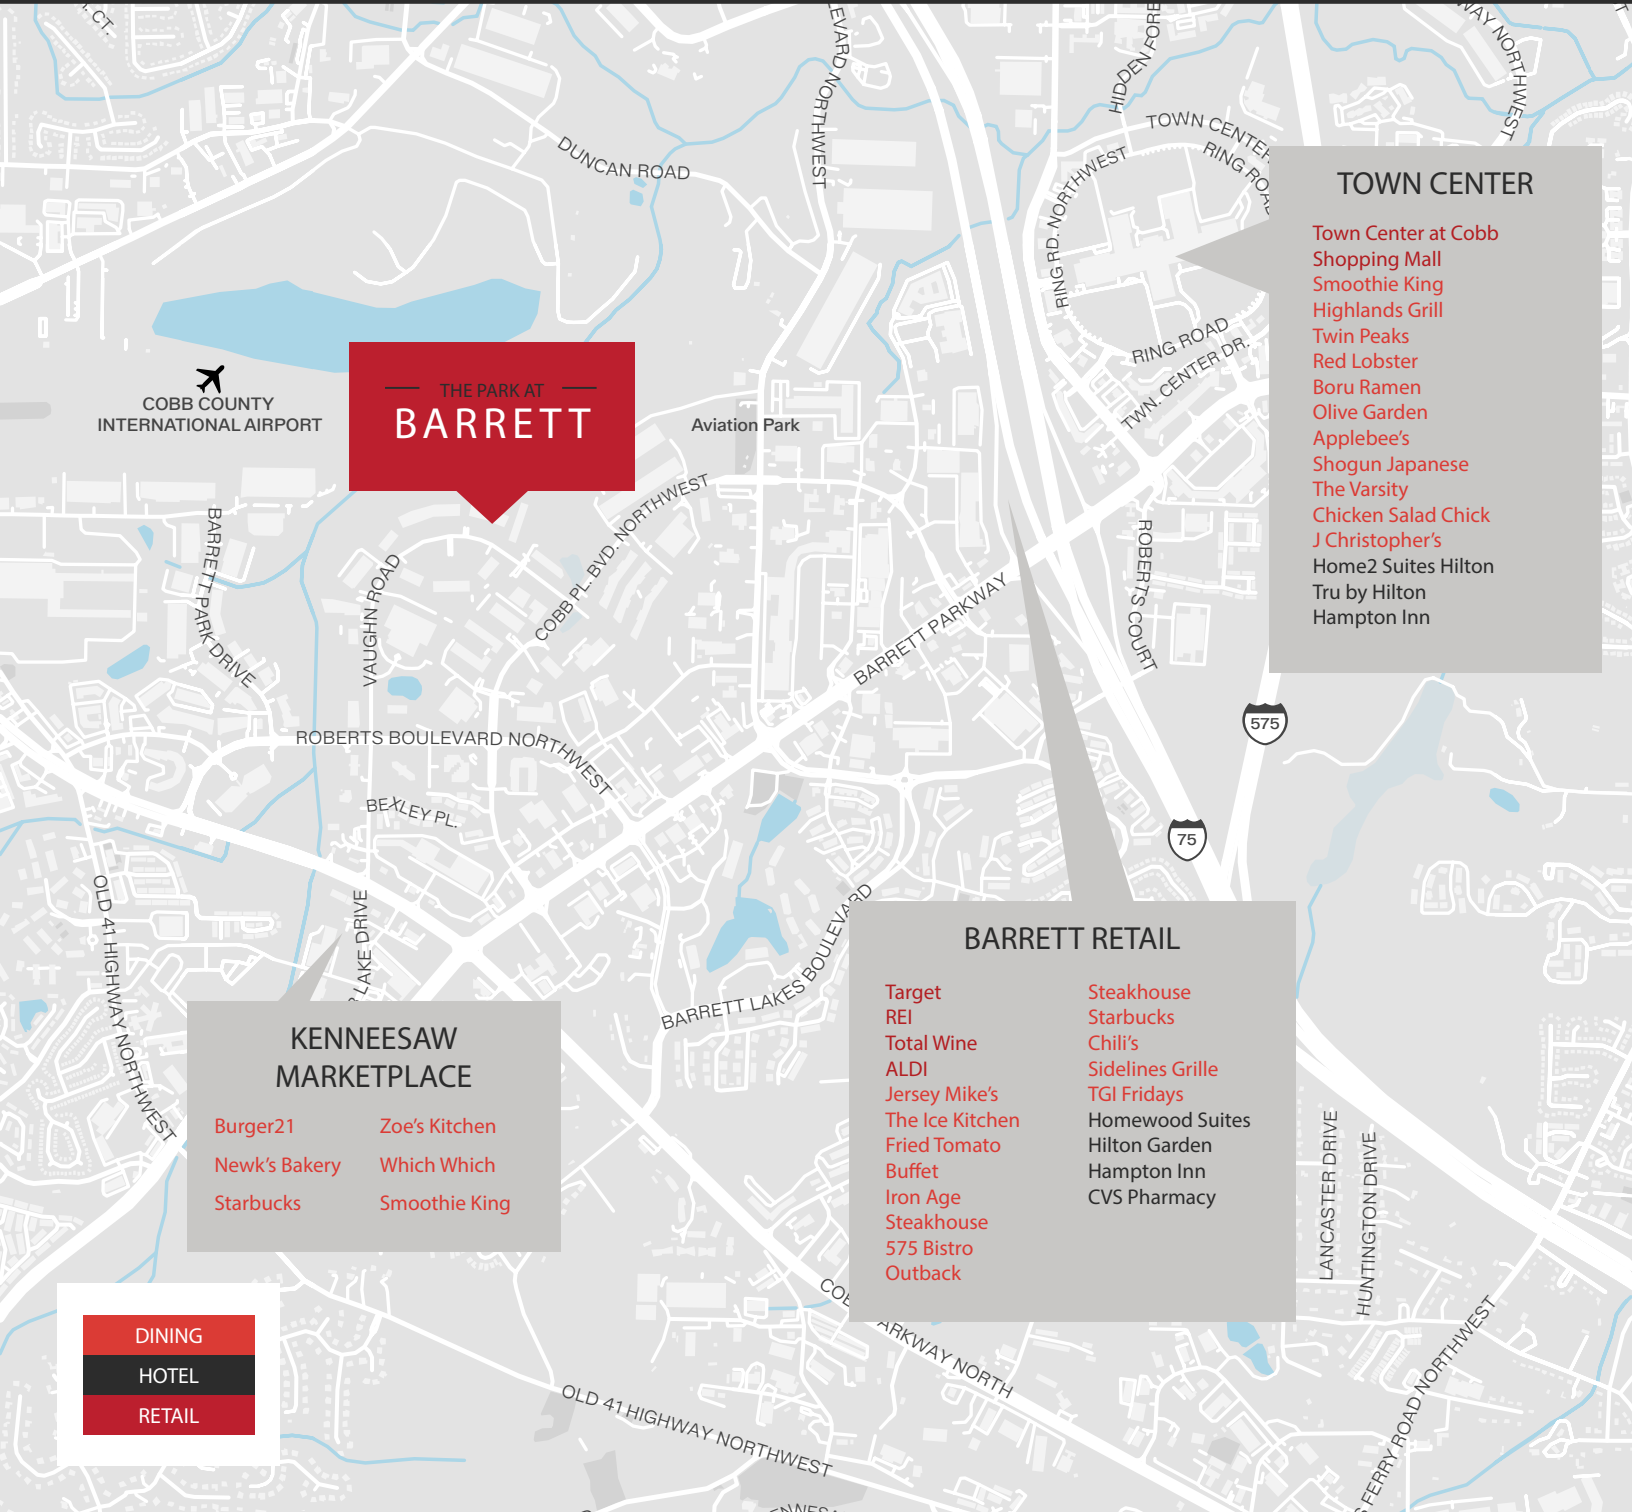 CT.
DUNCAN ROAD
NORTHWEST
HIDDEN
WAY NORTHWEST
TOWN CENTER
RING ROAD
RING RD. NORTHWEST
RING ROAD
TWN. CENTER DR.
TOWN CENTER
Town Center at Cobb
Shopping Mall
Smoothie King
Highlands Grill
Twin Peaks
Red Lobster
Boru Ramen
Olive Garden
Applebee's
Shogun Japanese
The Varsity
Chicken Salad Chick
J Christopher's
Home2 Suites Hilton
Tru by Hilton
Hampton Inn
COBB COUNTY
INTERNATIONAL AIRPORT
THE PARK AT
BARRETT
Aviation Park
BARRETT PARK DRIVE
VAUGHN ROAD
COBB PL. BVD. NORTHWEST
BARRETT PARKWAY
ROBERTS COURT
575
75
ROBERTS BOULEVARD NORTHWEST
BEXLEY PL.
OLD 41 HIGHWAY NORTHWEST
LAKE DRIVE
BARRETT LAKES BOULEVARD
KENNEESAW
MARKETPLACE
Burger21
Newk's Bakery
Starbucks
Zoe's Kitchen
Which Which
Smoothie King
BARRETT RETAIL
Target
REI
Total Wine
ALDI
Jersey Mike's
The Ice Kitchen
Fried Tomato
Buffet
Iron Age
Steakhouse
575 Bistro
Outback
Steakhouse
Starbucks
Chili's
Sidelines Grille
TGI Fridays
Homewood Suites
Hilton Garden
Hampton Inn
CVS Pharmacy
LANCASTER DRIVE
HUNTINGTON DRIVE
ARKWAY NORTH
OLD 41 HIGHWAY NORTHWEST
FERRY ROAD NORTHWEST
DINING
HOTEL
RETAIL